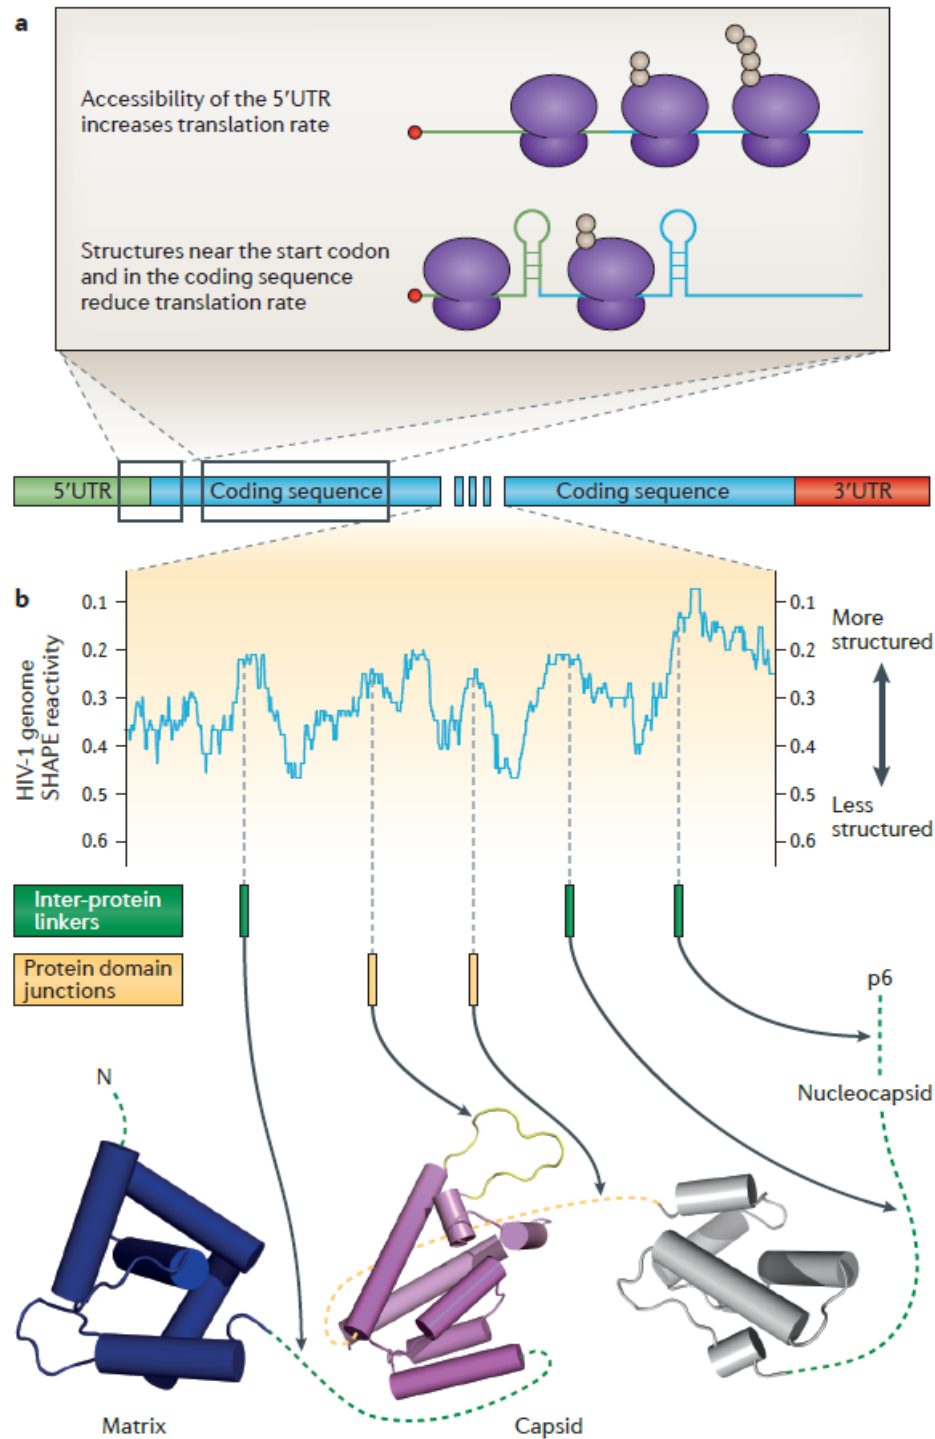 a
Accessibility of the 5′UTR
increases translation rate
Structures near the start codon
and in the coding sequence
reduce translation rate
5′UTR
Coding sequence
Coding sequence
3′UTR
b
HIV-1 genome
SHAPE reactivity
0.1
0.2
0.3
0.4
0.5
0.6
0.1
0.2
0.3
0.4
0.5
0.6
More
structured
Less
structured
Inter-protein
linkers
Protein domain
junctions
p6
N
Nucleocapsid
Matrix
Capsid